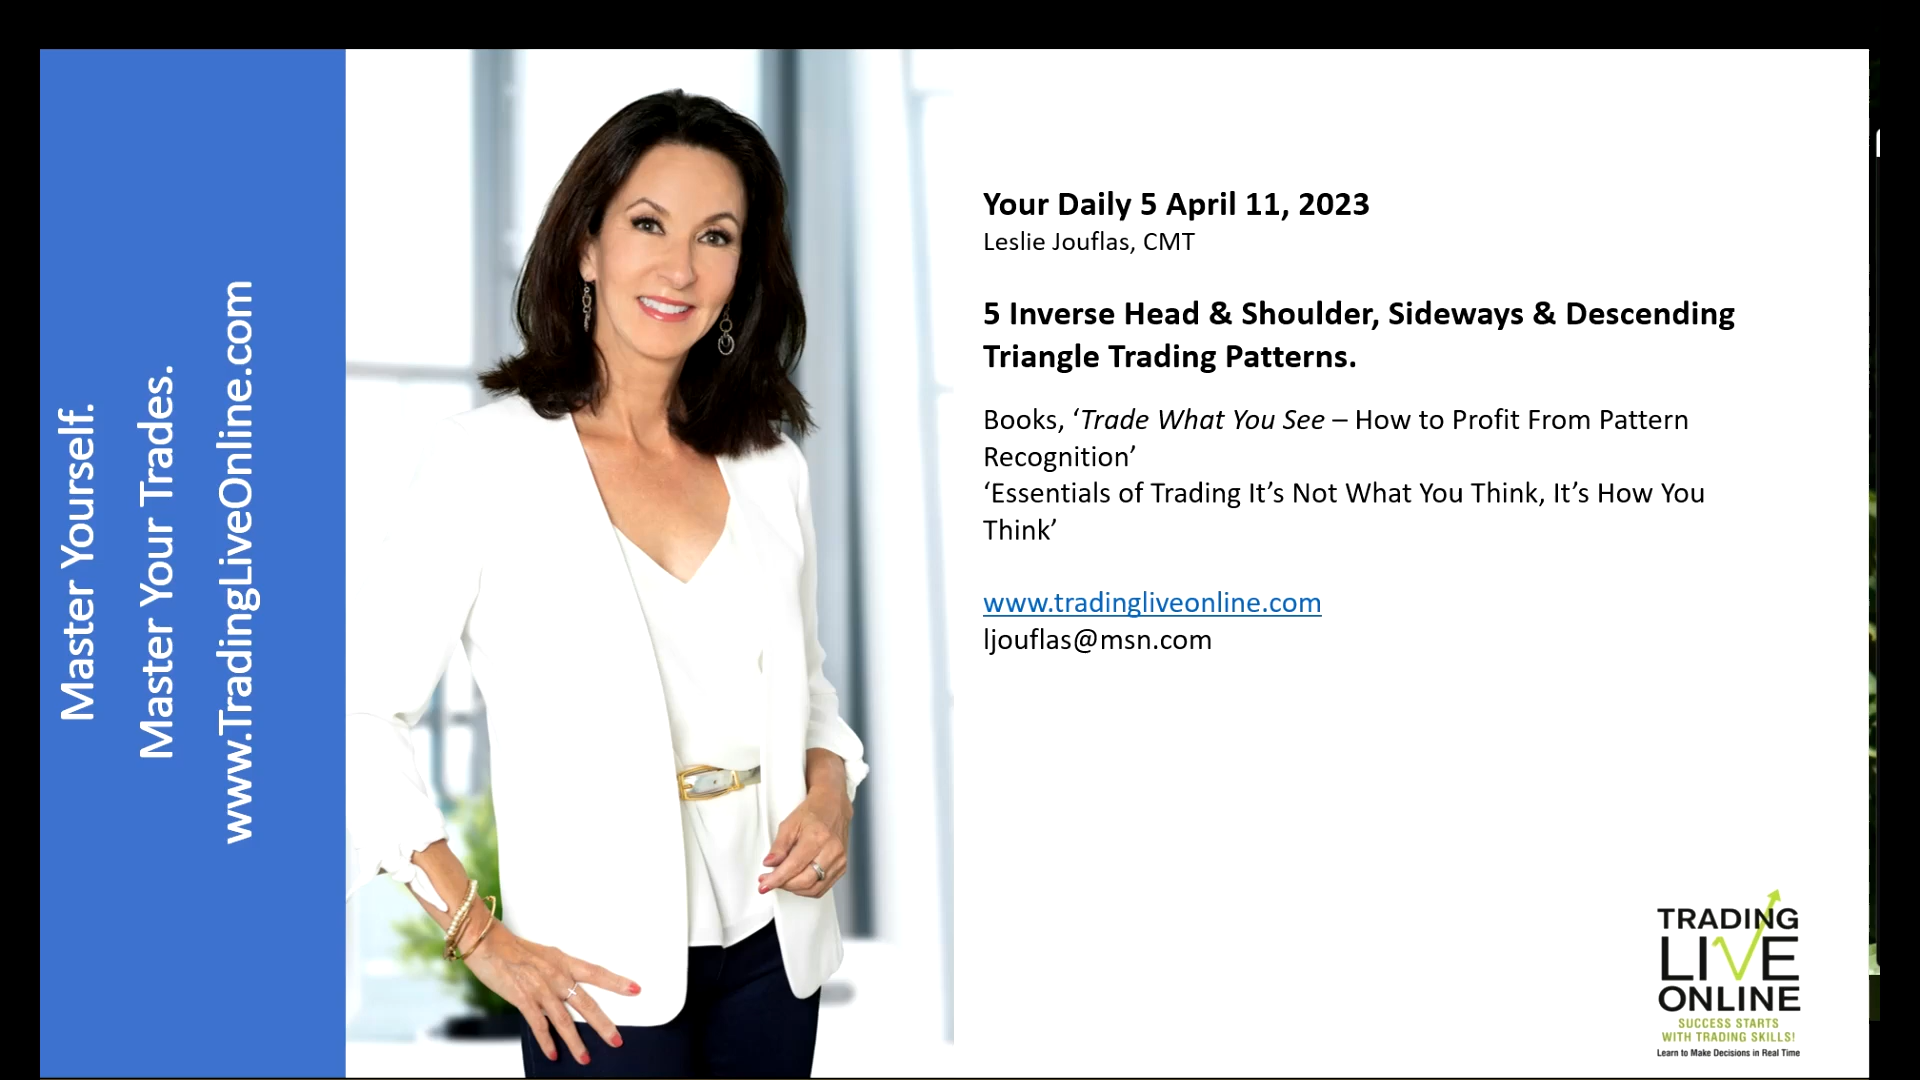 Master Yourself.
Master Your Trades.
www.TradingLiveOnline.com
Your Daily 5 April 11, 2023
Leslie Jouflas, CMT
5 Inverse Head & Shoulder, Sideways & Descending
Triangle Trading Patterns.
Books, ‘Trade What You See – How to Profit From Pattern
Recognition’
‘Essentials of Trading It’s Not What You Think, It’s How You
Think’
www.tradingliveonline.com
ljouflas@msn.com
TRADING
LIVE
ONLINE
SUCCESS STARTS
WITH TRADING SKILLS!
Learn to Make Decisions in Real Time